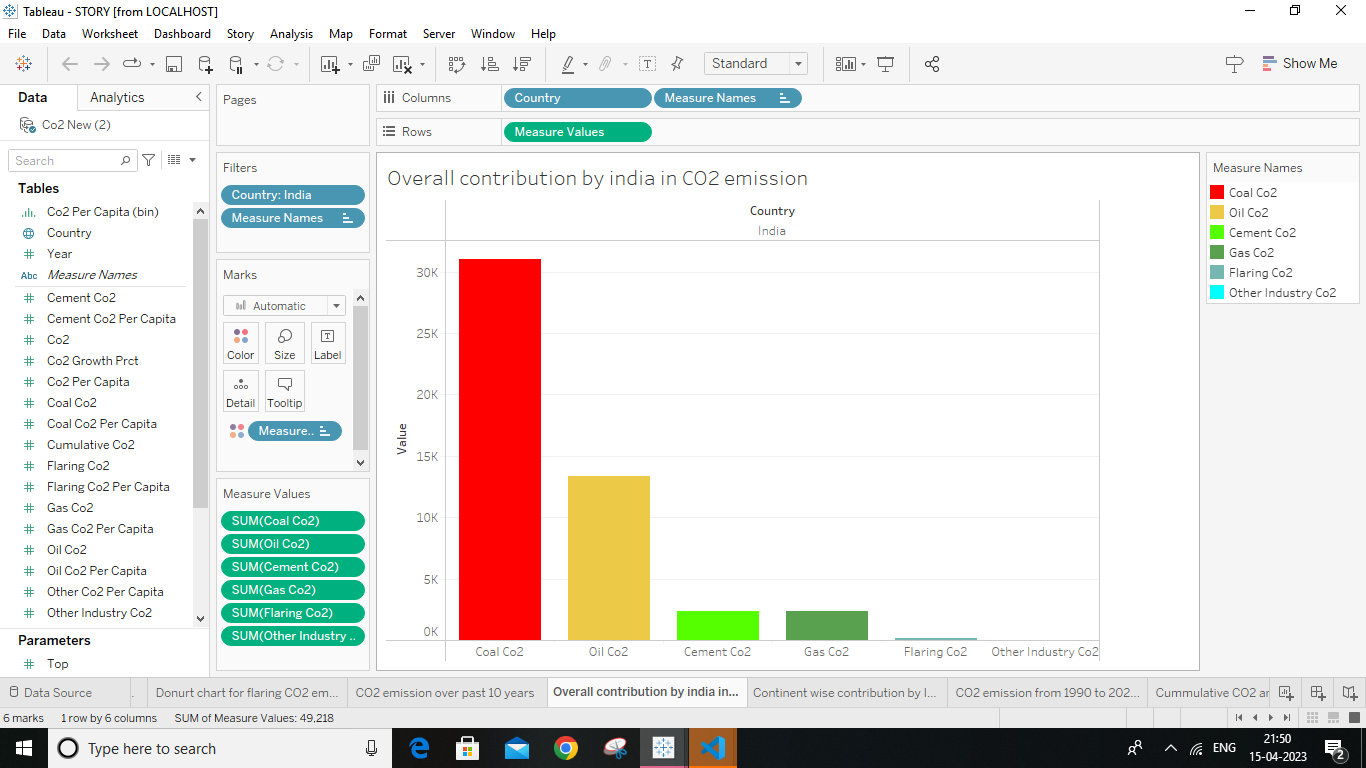 Tableau - STORY [from LOCALHOST]
File Data Worksheet Dashboard Story Analysis Map Format Server Window Help
Standard
Show Me
Data Analytics
Co2 New (2)
Search
Tables
Co2 Per Capita (bin)
Country
Year
Abc Measure Names
Cement Co2
Cement Co2 Per Capita
Co2
Co2 Growth Prct
Co2 Per Capita
Coal Co2
Coal Co2 Per Capita
Cumulative Co2
Flaring Co2
Flaring Co2 Per Capita
Gas Co2
Gas Co2 Per Capita
Oil Co2
Oil Co2 Per Capita
Other Co2 Per Capita
Other Industry Co2
Parameters
Top
Pages
Filters
Country: India
Measure Names
Marks
Automatic
Color Size Label
Detail Tooltip
Measure..
Measure Values
SUM(Coal Co2)
SUM(Oil Co2)
SUM(Cement Co2)
SUM(Gas Co2)
SUM(Flaring Co2)
SUM(Other Industry ..
Columns Country Measure Names
Rows Measure Values
Overall contribution by india in CO2 emission
Country
India
Value
30K
25K
20K
15K
10K
5K
0K
Coal Co2 Oil Co2 Cement Co2 Gas Co2 Flaring Co2 Other Industry Co2
Measure Names
Coal Co2
Oil Co2
Cement Co2
Gas Co2
Flaring Co2
Other Industry Co2
Data Source . Donurt chart for flaring CO2 em... CO2 emission over past 10 years Overall contribution by india in... Continent wise contribution by I... CO2 emission from 1990 to 202... Cummulative CO2 ar
6 marks 1 row by 6 columns SUM of Measure Values: 49,218
Type here to search
ENG
21:50
15-04-2023
2